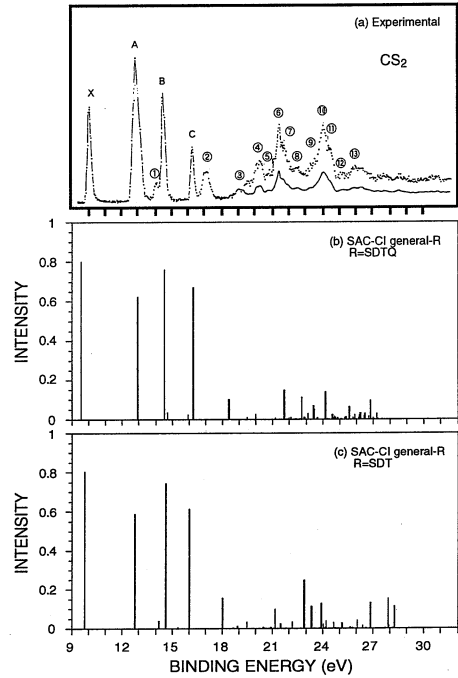 (a) Experimental
CS2
X
A
B
C
①
②
③
④
⑤
⑥
⑦
⑧
⑨
⑩
⑪
⑫
⑬
(b) SAC-CI general-R
R=SDTQ
INTENSITY
1
0.8
0.6
0.4
0.2
0
(c) SAC-CI general-R
R=SDT
INTENSITY
1
0.8
0.6
0.4
0.2
0
9 12 15 18 21 24 27 31
BINDING ENERGY (eV)